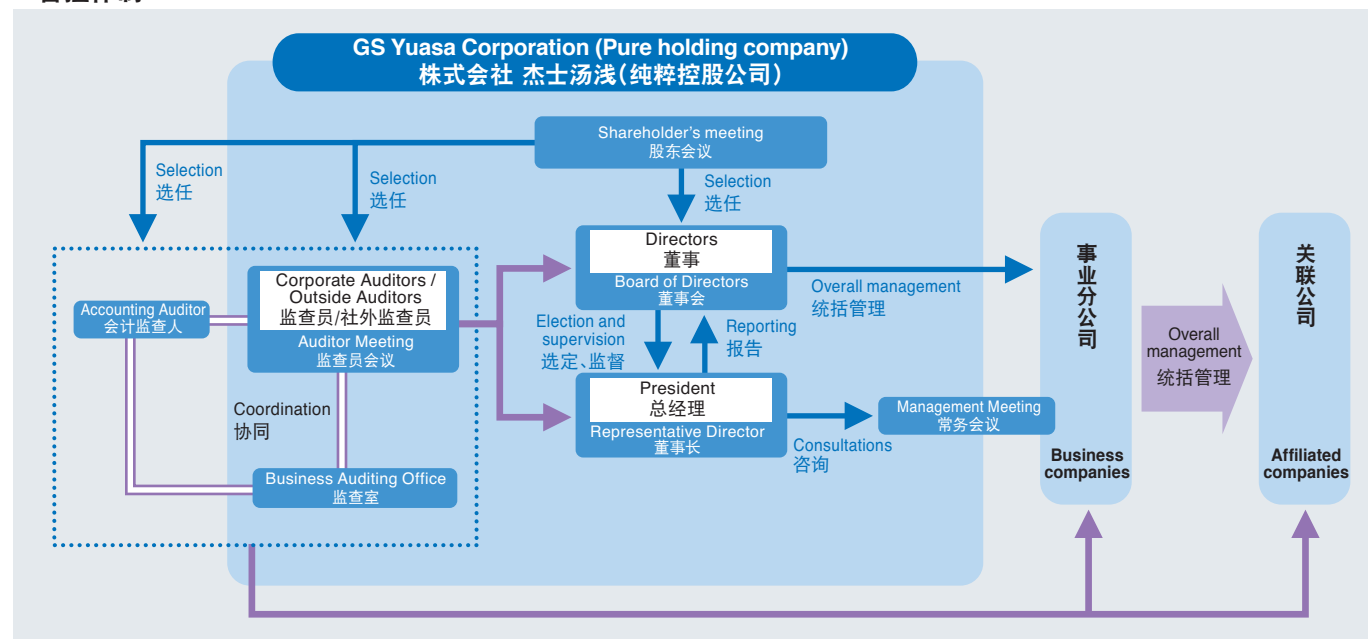 GS Yuasa Corporation (Pure holding company)
株式会社 杰士汤浅（纯粹控股公司）
Shareholder's meeting
股东会议
Selection
选任
Selection
选任
Selection
选任
Directors
董事
Board of Directors
董事会
Corporate Auditors /
Outside Auditors
监查员/社外监查员
Auditor Meeting
监查员会议
Accounting Auditor
会计监查人
Overall management
统括管理
Election and
supervision
选定、监督
Reporting
报告
President
总经理
Representative Director
董事长
Coordination
协同
Consultations
咨询
Management Meeting
常务会议
Business Auditing Office
监查室
事业分公司
Business
companies
Overall
management
统括管理
关联公司
Affiliated
companies